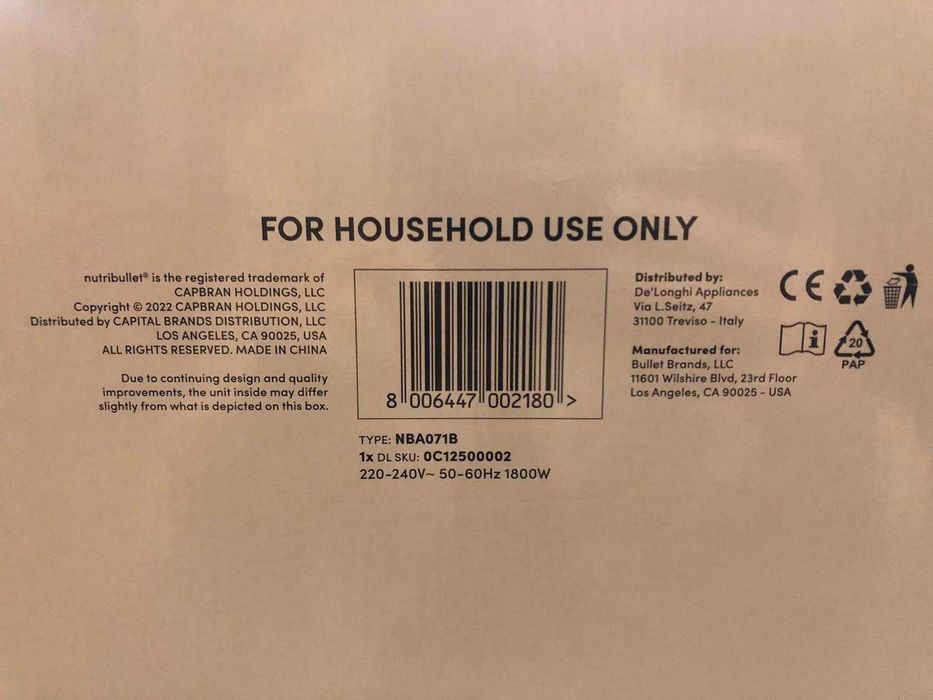 FOR HOUSEHOLD USE ONLY
nutribullet® is the registered trademark of
CAPBRAN HOLDINGS, LLC
Copyright © 2022 CAPBRAN HOLDINGS, LLC
Distributed by CAPITAL BRANDS DISTRIBUTION, LLC
LOS ANGELES, CA 90025, USA
ALL RIGHTS RESERVED. MADE IN CHINA
Due to continuing design and quality
improvements, the unit inside may differ
slightly from what is depicted on this box.
8 006447 002180 >
TYPE: NBA071B
1x DL SKU: 0C12500002
220-240V~ 50-60Hz 1800W
Distributed by:
De'Longhi Appliances
Via L.Seitz, 47
31100 Treviso - Italy
Manufactured for:
Bullet Brands, LLC
11601 Wilshire Blvd, 23rd Floor
Los Angeles, CA 90025 - USA
CE
i
20
PAP